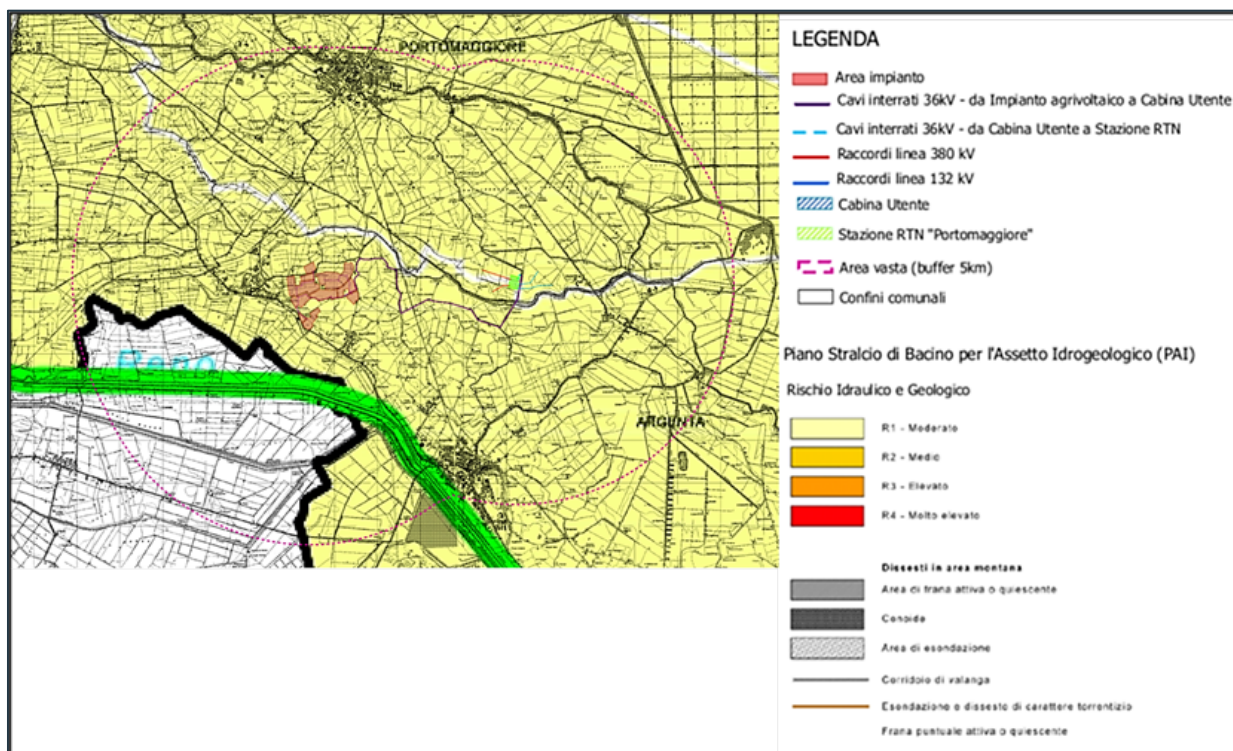 PORTOMAGGIORE
Reno
ARGENTA
LEGENDA
Area impianto
Cavi interrati 36kV - da Impianto agrivoltaico a Cabina Utente
Cavi interrati 36kV - da Cabina Utente a Stazione RTN
Raccordi linea 380 kV
Raccordi linea 132 kV
Cabina Utente
Stazione RTN "Portomaggiore"
Area vasta (buffer 5km)
Confini comunali
Piano Stralcio di Bacino per l'Assetto Idrogeologico (PAI)
Rischio Idraulico e Geologico
R1 - Moderato
R2 - Medio
R3 - Elevato
R4 - Molto elevato
Dissesti in area montana
Area di frana attiva o quiescente
Conoide
Area di esondazione
Corridoio di valanga
Esondazione e dissesto di carattere torrentizio
Frana puntuale attiva o quiescente